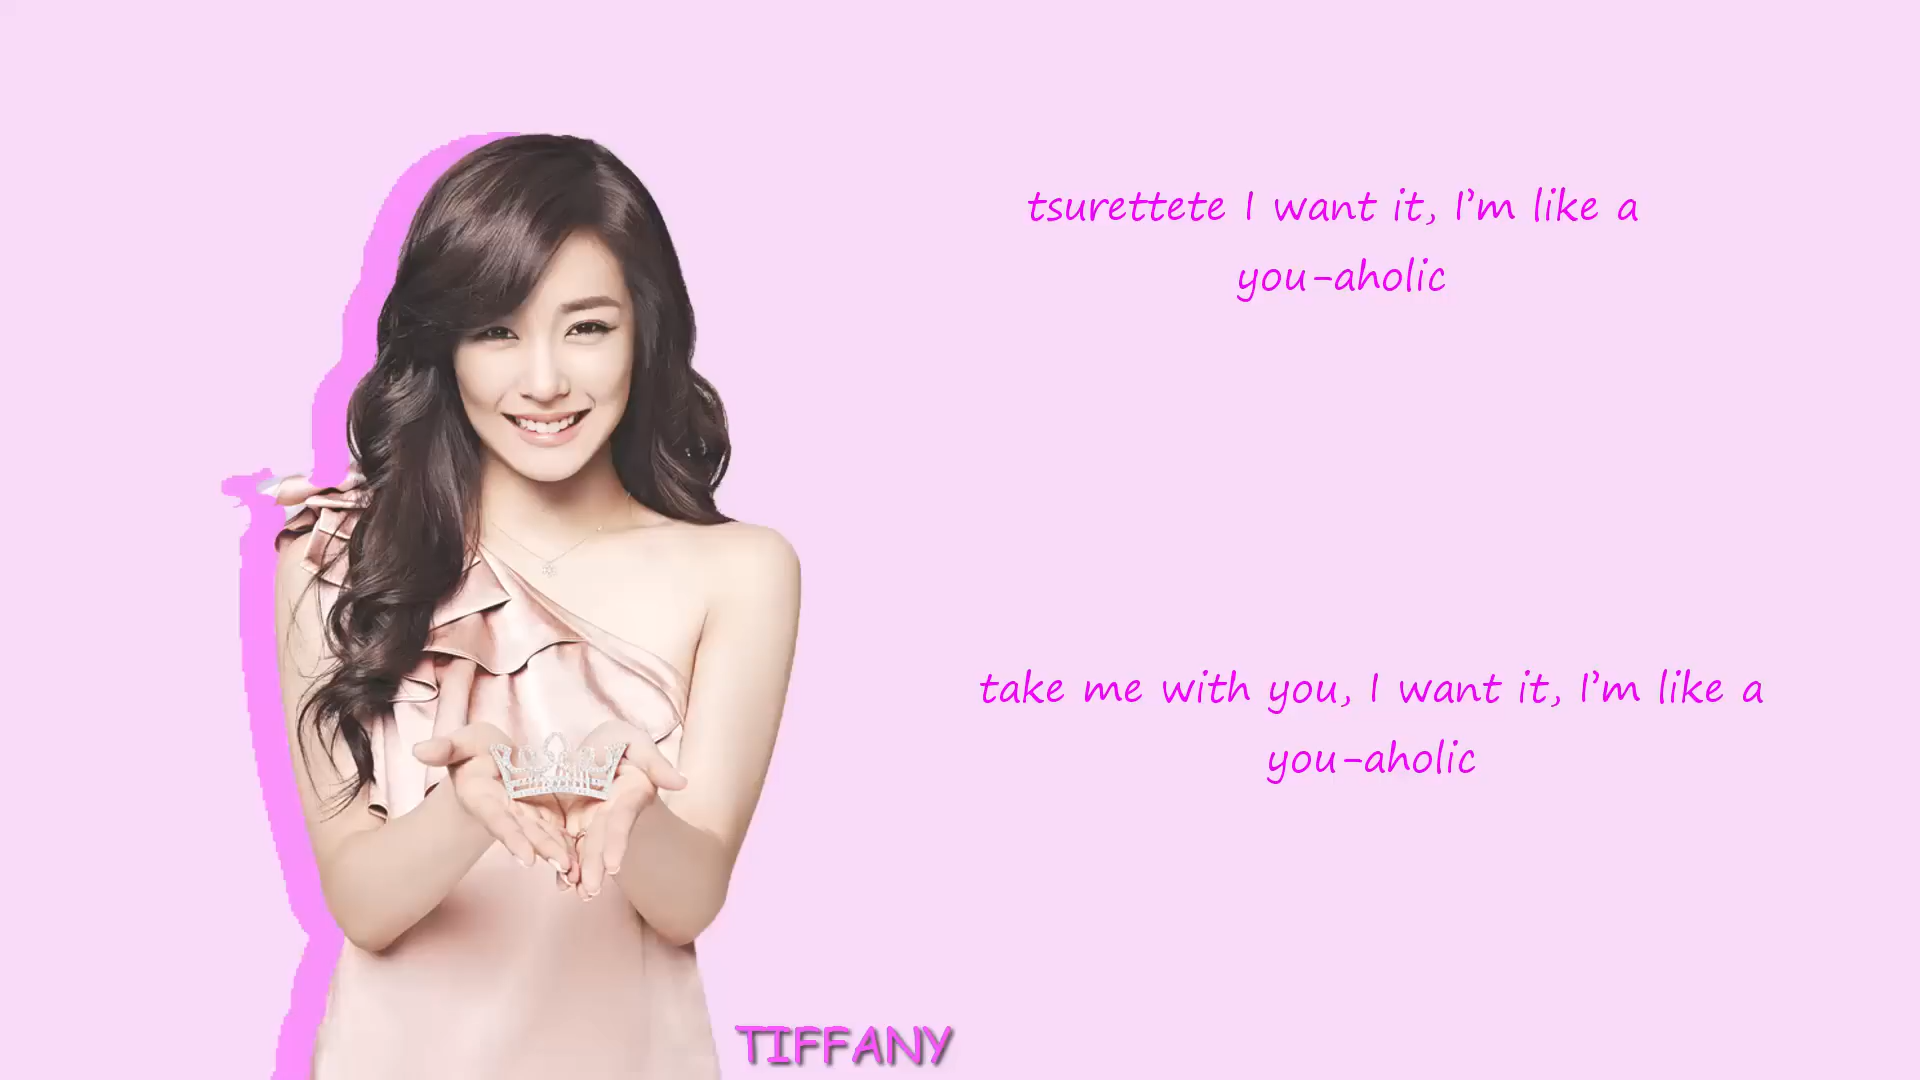 tsurettete I want it, I’m like a
you-aholic
take me with you, I want it, I’m like a
you-aholic
TIFFANY